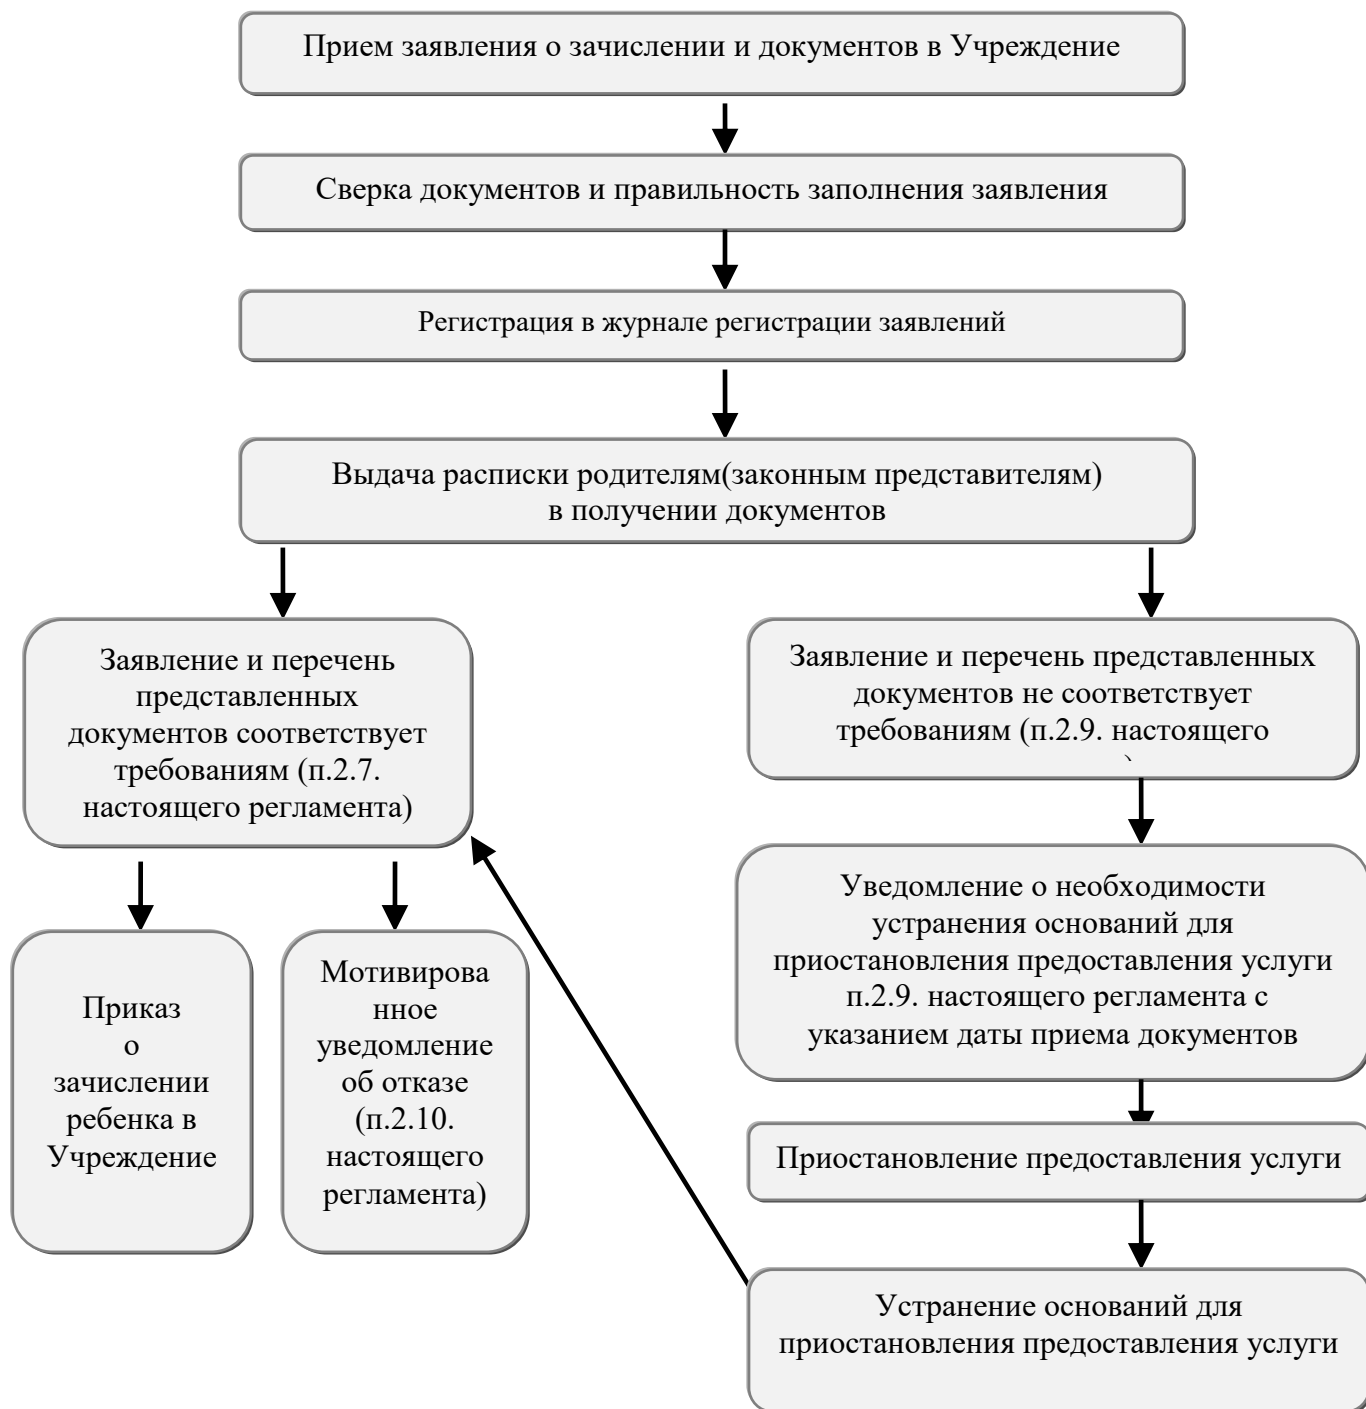 Прием заявления о зачислении и документов в Учреждение
Сверка документов и правильность заполнения заявления
Регистрация в журнале регистрации заявлений
Выдача расписки родителям(законным представителям)
в получении документов
Заявление и перечень
представленных
документов соответствует
требованиям (п.2.7.
настоящего регламента)
Заявление и перечень представленных
документов не соответствует
требованиям (п.2.9. настоящего
Уведомление о необходимости
устранения оснований для
приостановления предоставления услуги
п.2.9. настоящего регламента с
указанием даты приема документов
Приказ
о
зачислении
ребенка в
Учреждение
Мотивирова
нное
уведомление
об отказе
(п.2.10.
настоящего
регламента)
Приостановление предоставления услуги
Устранение оснований для
приостановления предоставления услуги